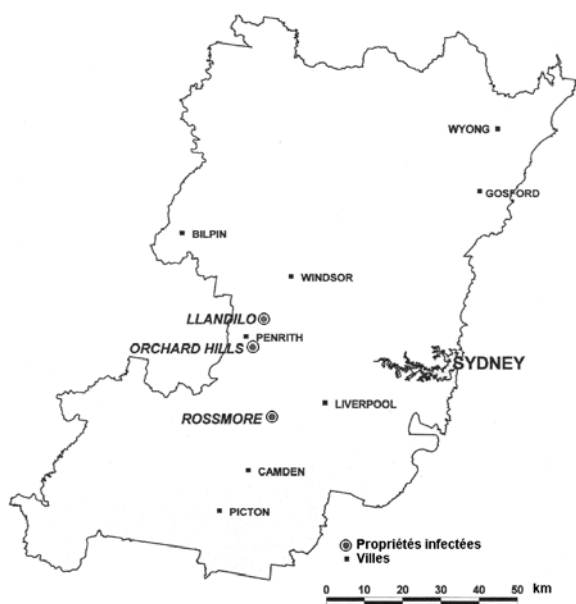 WYONG
GOSFORD
BILPIN
WINDSOR
LLANDILO
PENRITH
ORCHARD HILLS
SYDNEY
LIVERPOOL
ROSSMORE
CAMDEN
PICTON
Propriétés infectées
Villes
0 10 20 30 40 50 km